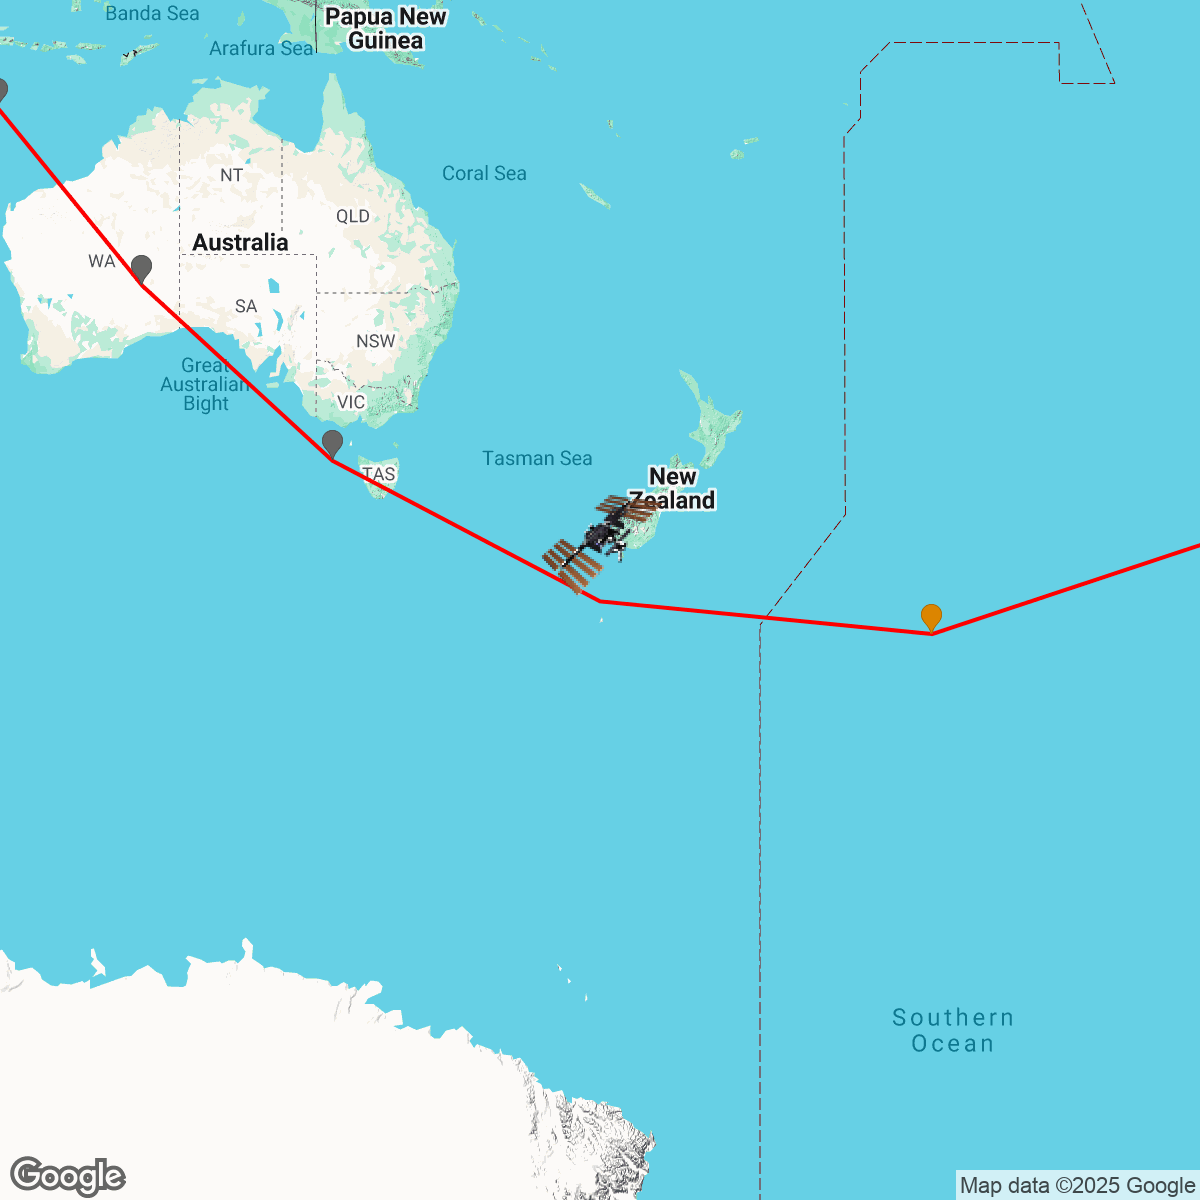 Banda Sea
Papua New
Guinea
Arafura Sea
Coral Sea
NT
QLD
Australia
WA
SA
NSW
Great
Australian
Bight
VIC
Tasman Sea
TAS
New
Zealand
Southern
Ocean
Google
Map data ©2025 Google